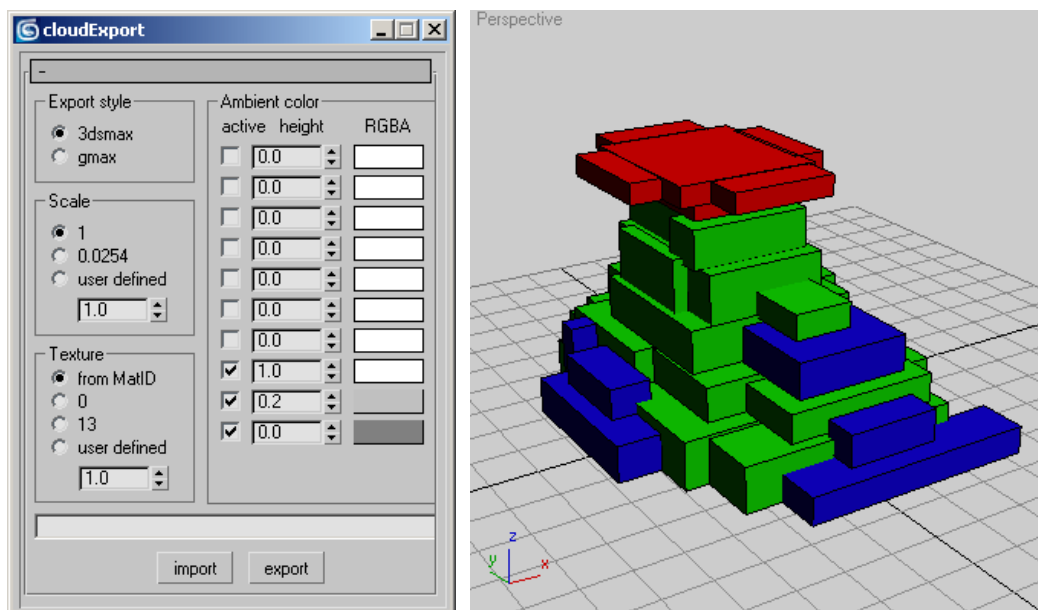 cloudExport
-
Export style
3dsmax
gmax
Scale
1
0.0254
user defined
1.0
Texture
from MatID
0
13
user defined
1.0
Ambient color
active height RGBA
0.0
0.0
0.0
0.0
0.0
0.0
0.0
1.0
0.2
0.0
import export
Perspective
z
y
x